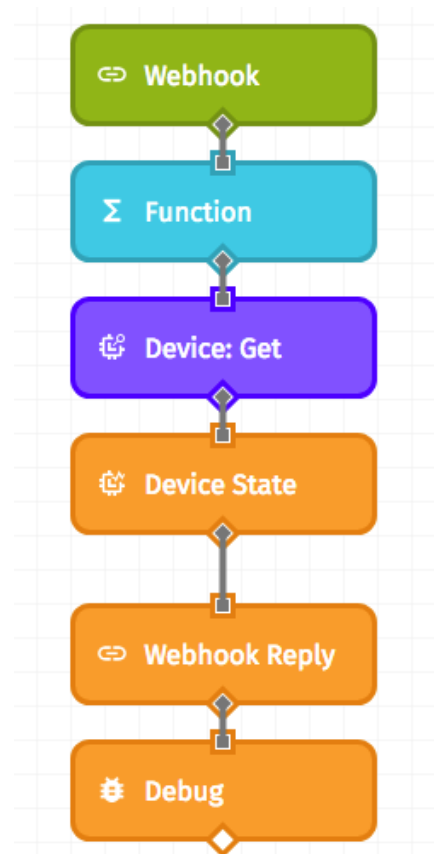 Webhook
Function
Device: Get
Device State
Webhook Reply
Debug